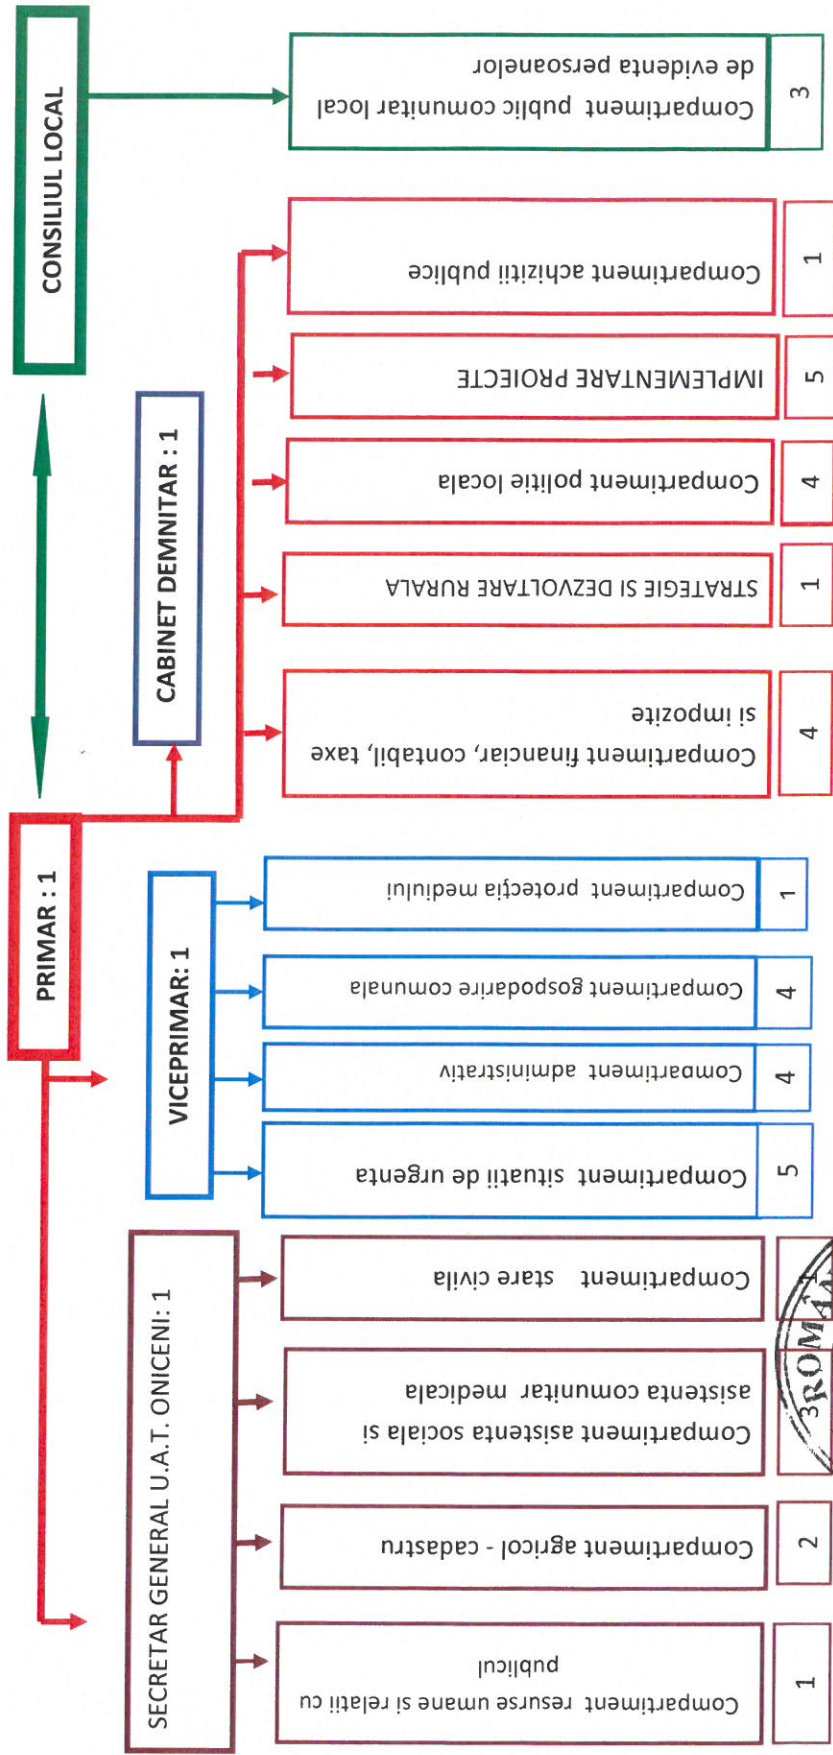 CONSILIUL LOCAL
PRIMAR : 1
CABINET DEMNITAR : 1
VICEPRIMAR: 1
SECRETAR GENERAL U.A.T. ONICENI: 1
Compartiment resurse umane si relatii cu
publicul
1
Compartiment agricol - cadastru
2
Compartiment asistenta sociala si
asistenta comunitar medicala
3
Compartiment stare civila
1
Compartiment situatii de urgenta
5
Compartiment administrativ
4
Compartiment gospodarire comunala
4
Compartiment protecţia mediului
1
Compartiment financiar, contabil, taxe
si impozite
4
STRATEGIE SI DEZVOLTARE RURALA
1
Compartiment politie locala
4
IMPLEMENTARE PROIECTE
5
Compartiment achizitii publice
1
Compartiment public comunitar local
de evidenta persoanelor
3